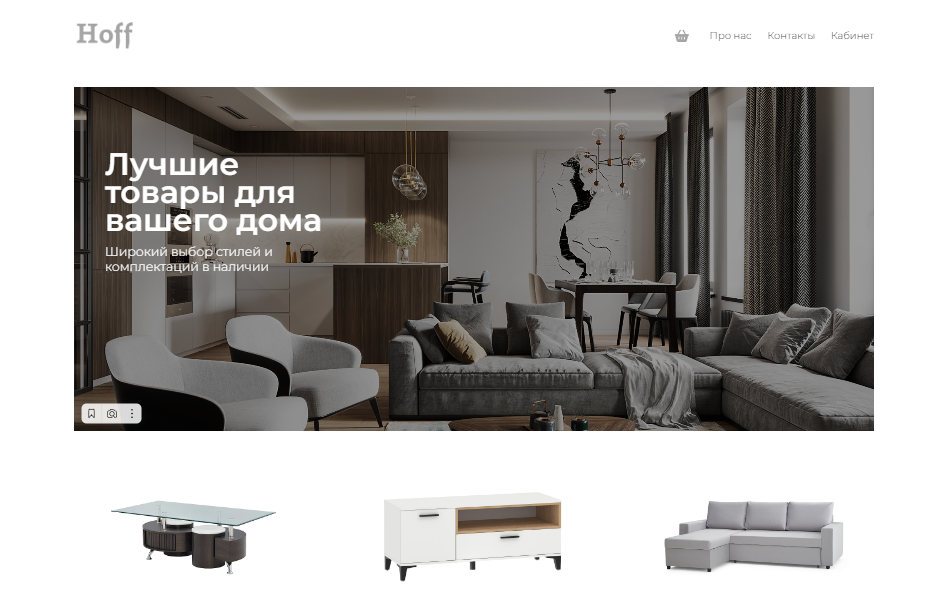 Hoff
Про нас Контакты Кабинет
Лучшие
товары для
вашего дома
Широкий выбор стилей и
комплектаций в наличии